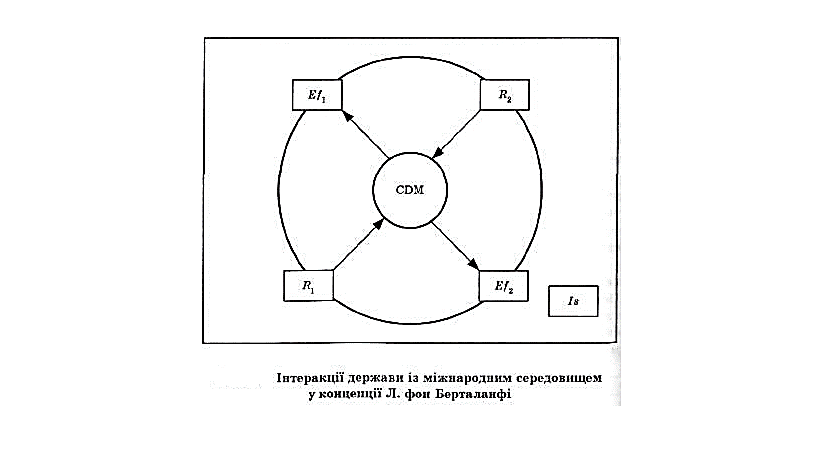 Ef₁
R₂
CDM
R₁
Ef₂
Is
Інтеракції держави із міжнародним середовищем
у концепції Л. фон Берталанфі